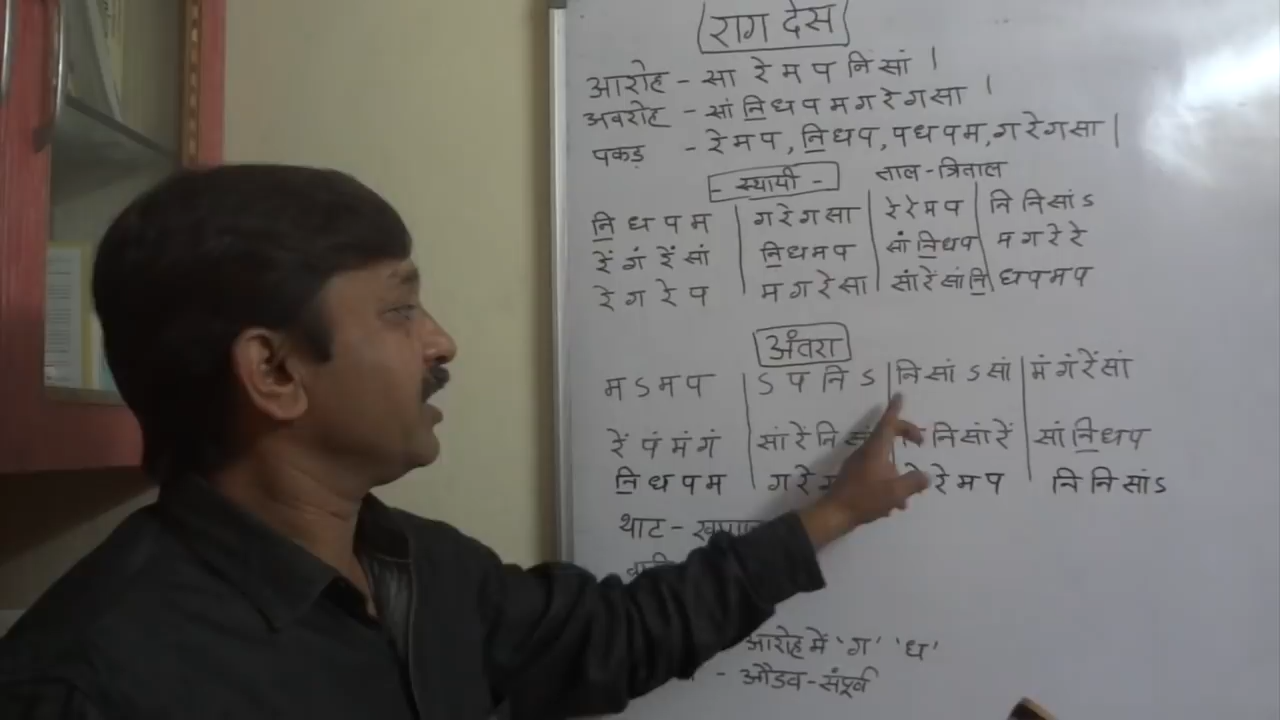 राग देस
आरोह - सा रे म प नि सां ।
अवरोह - सां नि॒ ध प म ग रे ग सा ।
पकड़ - रे म प, नि॒ ध प, प ध प म, ग रे ग सा ।
- स्थायी - ताल - त्रिताल
नि॒ ध प म | ग रे ग सा | रे रे म प | नि नि सां ऽ
रें गं रें सां | नि॒ ध म प | सां नि॒ ध प | म ग रे रे
रे ग रे प | म ग रे सा | सां रें सां नि॒ | ध प म प
अंतरा
म ऽ म प | ऽ प नि ऽ | नि सां ऽ सां | मं गं रें सां
रें पं मं गं | सां रें नि सां नि सां रें | सां नि॒ ध प
नि॒ ध प म | ग रे रे म प | नि नि सां ऽ
थाट -
आरोह में 'ग' 'ध'
- औडव - संपूर्व